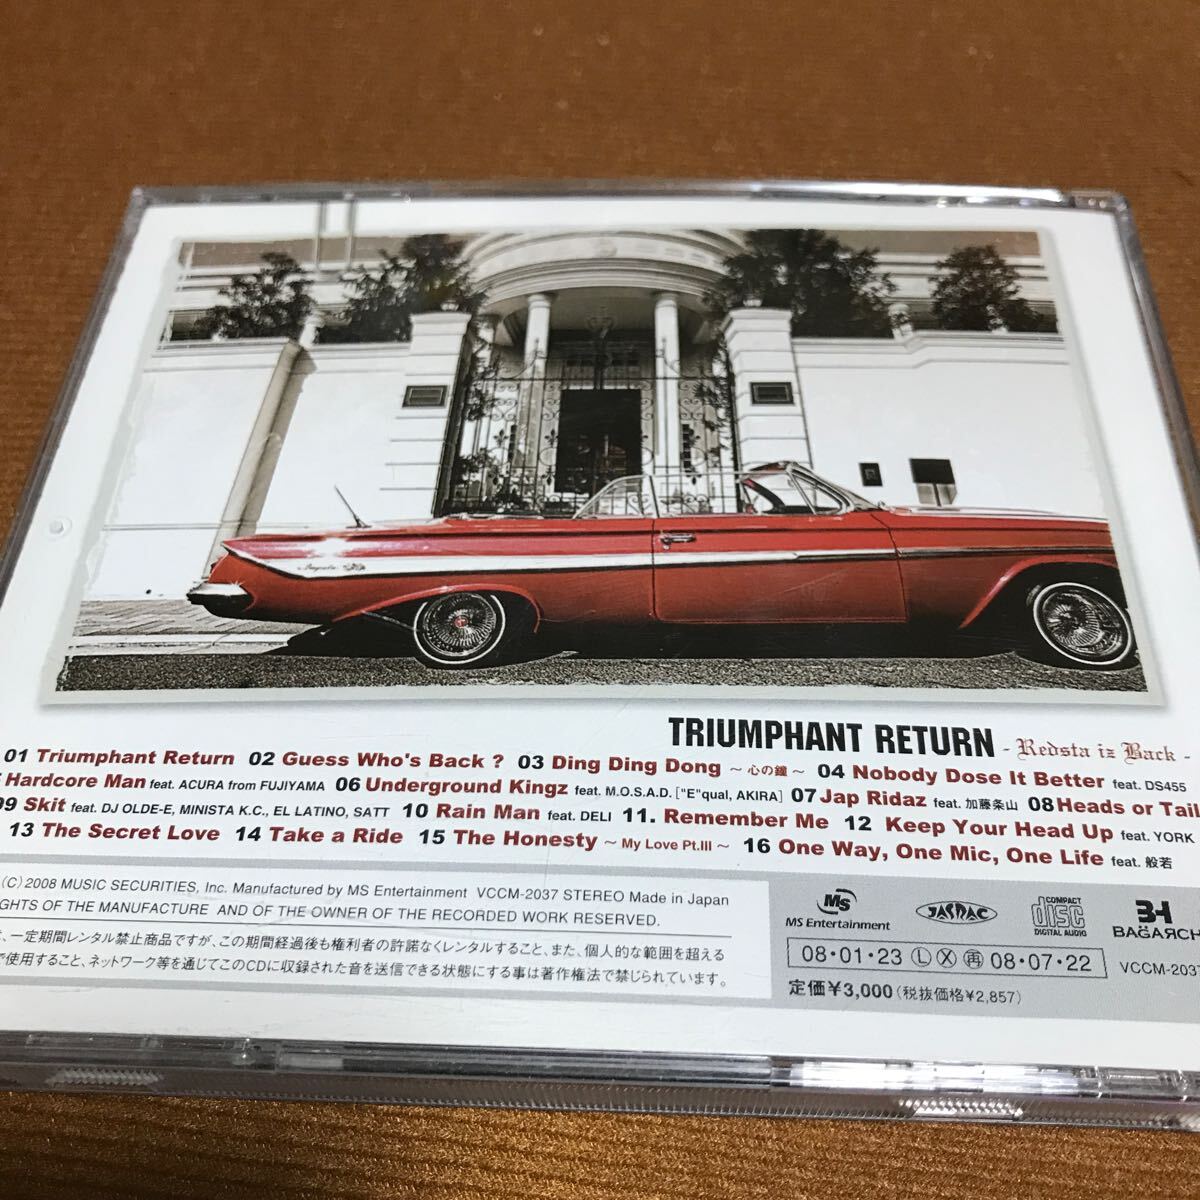 Impala SS
TRIUMPHANT RETURN - Redsta iz Back -
01 Triumphant Return 02 Guess Who's Back ? 03 Ding Ding Dong ～心の鐘～ 04 Nobody Dose It Better feat. DS455
Hardcore Man feat. ACURA from FUJIYAMA 06 Underground Kingz feat. M.O.S.A.D. ["E"qual, AKIRA] 07 Jap Ridaz feat. 加藤条山 08 Heads or Tail
09 Skit feat. DJ OLDE-E, MINISTA K.C., EL LATINO, SATT 10 Rain Man feat. DELI 11. Remember Me 12 Keep Your Head Up feat. YORK
13 The Secret Love 14 Take a Ride 15 The Honesty ～My Love Pt.III～ 16 One Way, One Mic, One Life feat. 般若
(C) 2008 MUSIC SECURITIES, Inc. Manufactured by MS Entertainment VCCM-2037 STEREO Made in Japan
GHTS OF THE MANUFACTURE AND OF THE OWNER OF THE RECORDED WORK RESERVED.
、一定期間レンタル禁止商品ですが、この期間経過後も権利者の許諾なくレンタルすること、また、個人的な範囲を超える
で使用すること、ネットワーク等を通じてこのCDに収録された音を送信できる状態にする事は著作権法で禁じられています。
MS
MS Entertainment
JASRAC
COMPACT
disc
DIGITAL AUDIO
BAGARCH
08・01・23 Ⓛ Ⓧ ㊞ 08・07・22
VCCM-2037
定価¥3,000(税抜価格¥2,857)